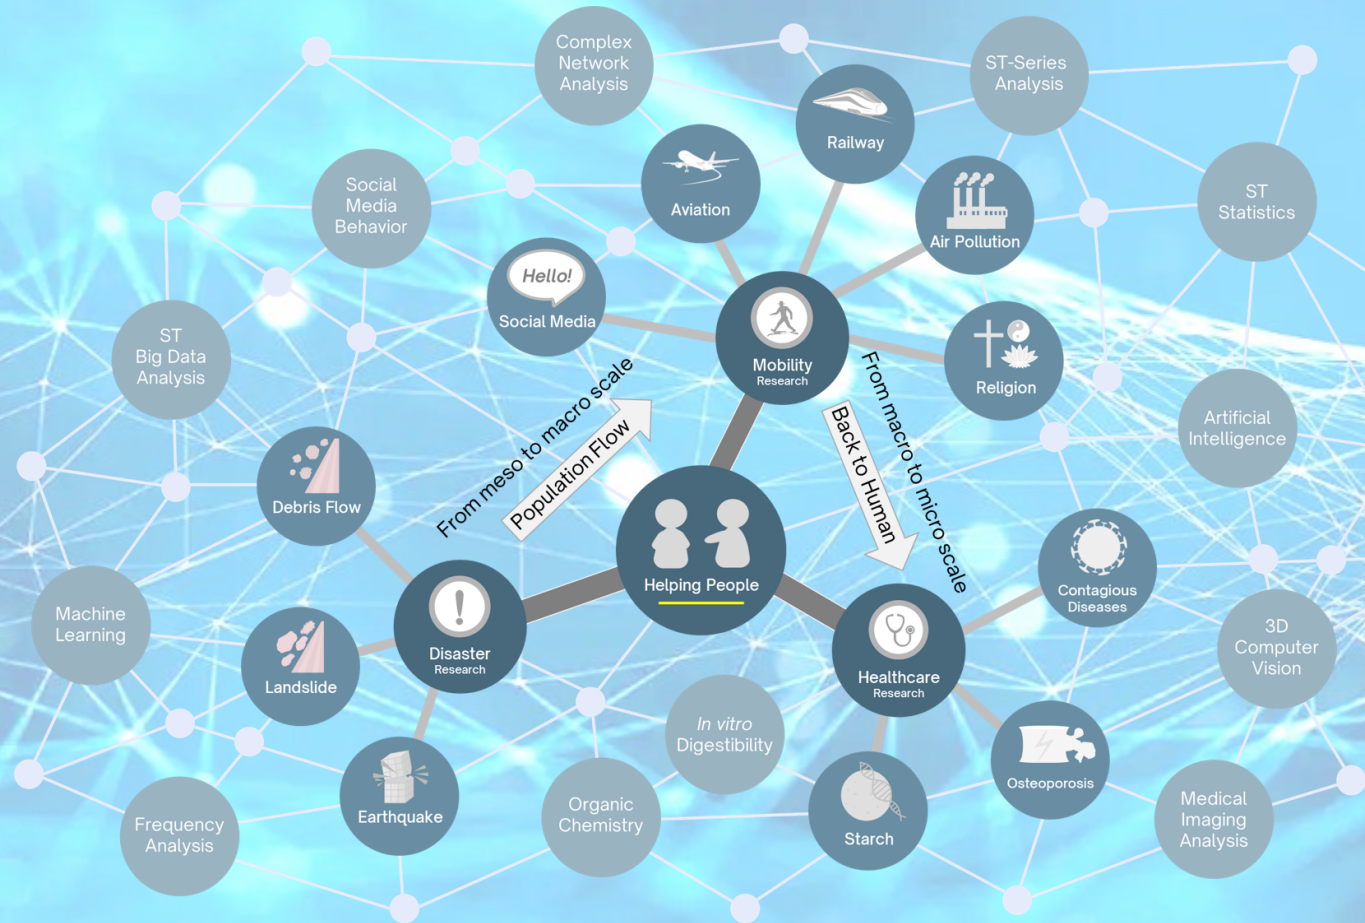 Complex
Network
Analysis
ST-Series
Analysis
Railway
Social
Media
Behavior
Aviation
Air Pollution
ST
Statistics
Hello!
Social Media
Mobility
Research
Religion
ST
Big Data
Analysis
From meso to macro scale
Population Flow
From macro to micro scale
Back to Human
Artificial
Intelligence
Debris Flow
Helping People
Contagious
Diseases
Machine
Learning
Disaster
Research
Landslide
Healthcare
Research
3D
Computer
Vision
In vitro
Digestibility
Osteoporosis
Earthquake
Organic
Chemistry
Starch
Frequency
Analysis
Medical
Imaging
Analysis